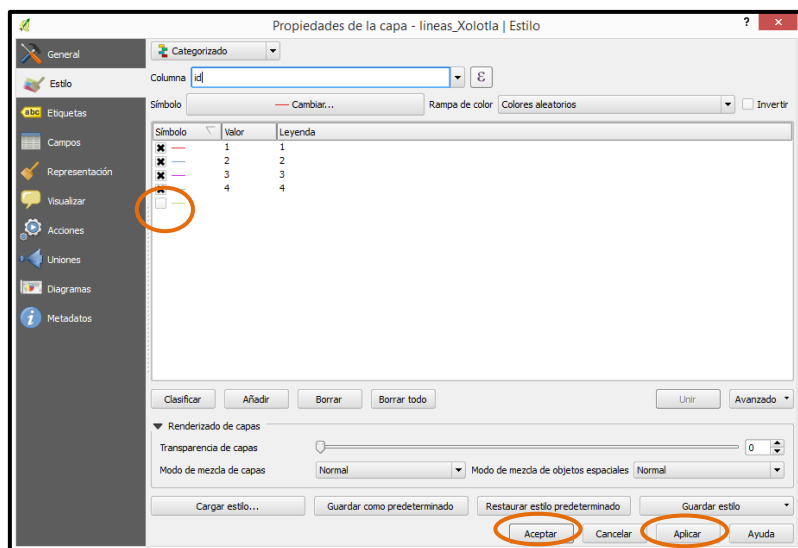 Propiedades de la capa - lineas_Xolotla | Estilo
? ×
General
Estilo
abc Etiquetas
Campos
Representación
Visualizar
Acciones
Uniones
Diagramas
Metadatos
Categorizado
Columna id ε
Símbolo Cambiar... Rampa de color Colores aleatorios Invertir
Símbolo Valor Leyenda
1 1
2 2
3 3
4 4
Clasificar Añadir Borrar Borrar todo Unir Avanzado
Renderizado de capas
Transparencia de capas 0
Modo de mezcla de capas Normal Modo de mezcla de objetos espaciales Normal
Cargar estilo... Guardar como predeterminado Restaurar estilo predeterminado Guardar estilo
Aceptar Cancelar Aplicar Ayuda